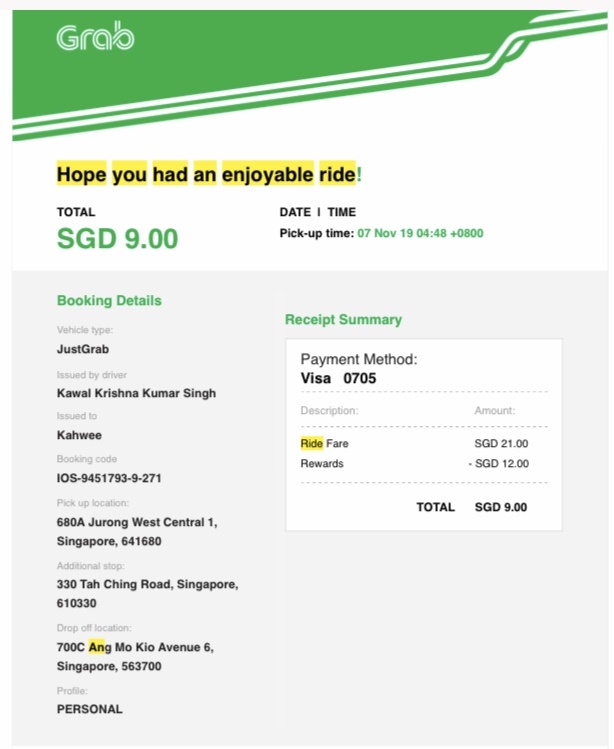 Grab
Hope you had an enjoyable ride!
TOTAL
SGD 9.00
DATE | TIME
Pick-up time: 07 Nov 19 04:48 +0800
Booking Details
Vehicle type:
JustGrab
Issued by driver
Kawal Krishna Kumar Singh
Issued to
Kahwee
Booking code
IOS-9451793-9-271
Pick up location:
680A Jurong West Central 1,
Singapore, 641680
Additional stop:
330 Tah Ching Road, Singapore,
610330
Drop off location:
700C Ang Mo Kio Avenue 6,
Singapore, 563700
Profile:
PERSONAL
Receipt Summary
Payment Method:
Visa 0705
Description: Amount:
Ride Fare SGD 21.00
Rewards - SGD 12.00
TOTAL SGD 9.00